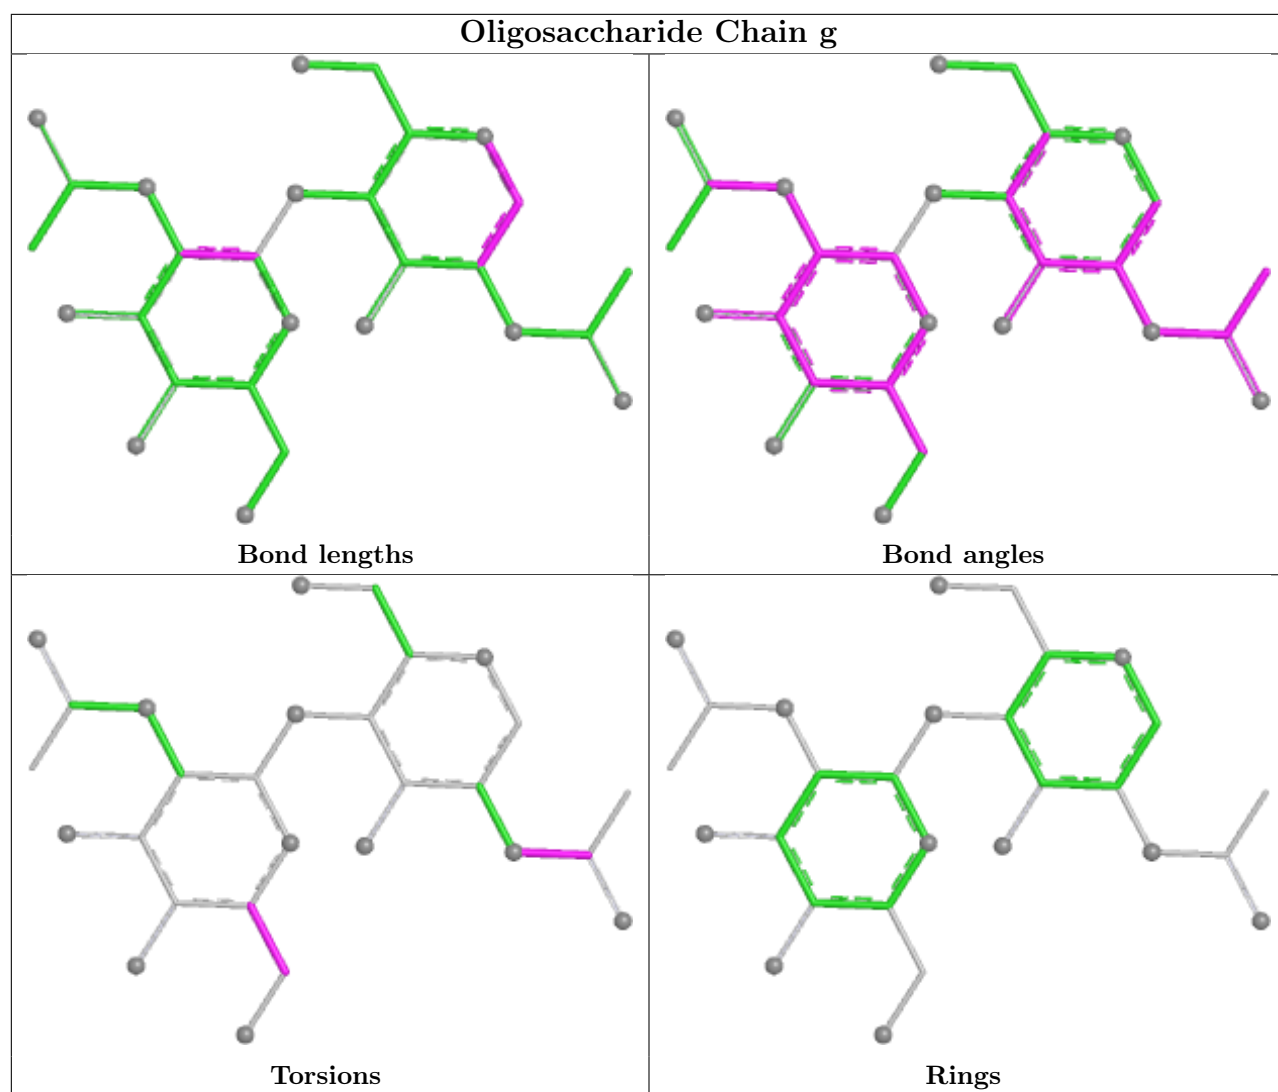 Oligosaccharide Chain g
Bond lengths
Bond angles
Torsions
Rings